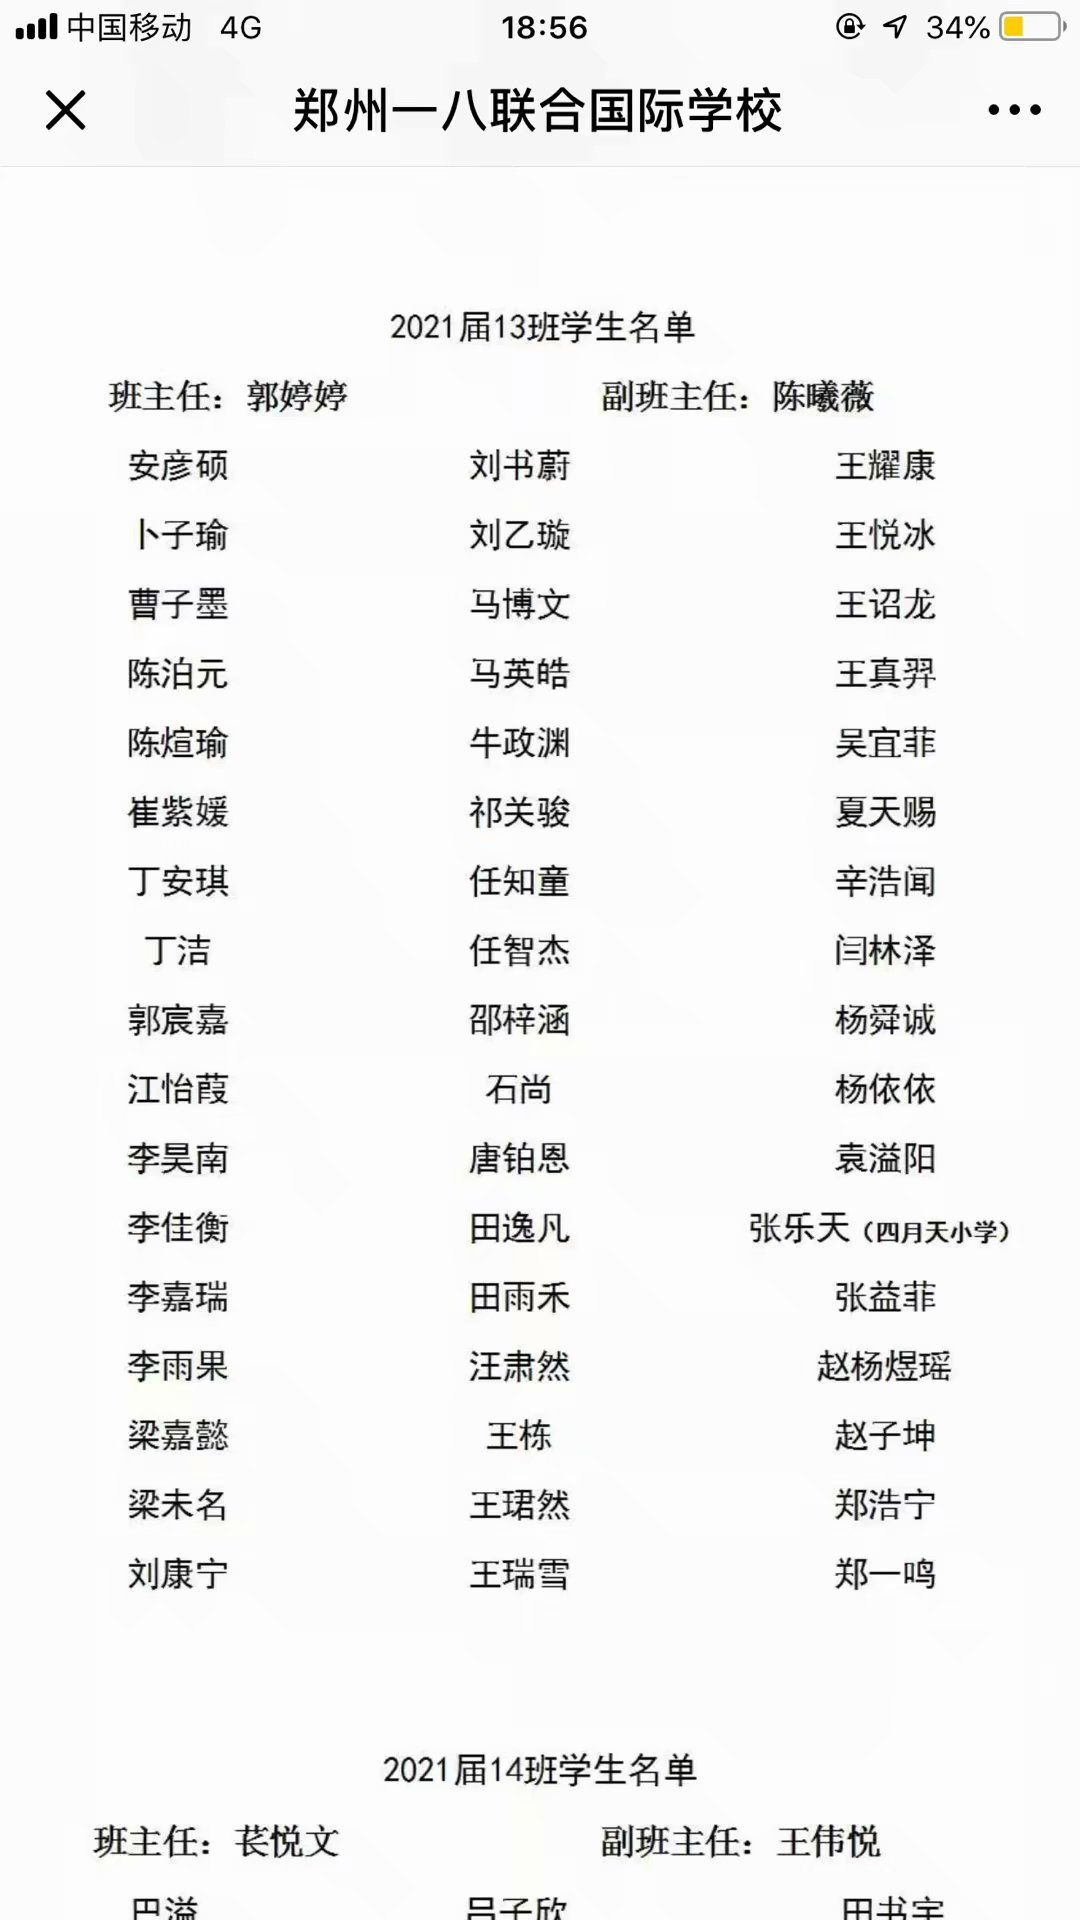 中国移动 4G 18:56 34%
郑州一八联合国际学校
2021届13班学生名单
班主任：郭婷婷 副班主任：陈曦薇
安彦硕 刘书蔚 王耀康
卜子瑜 刘乙璇 王悦冰
曹子墨 马博文 王诏龙
陈泊元 马英皓 王真羿
陈煊瑜 牛政渊 吴宜菲
崔紫媛 祁关骏 夏天赐
丁安琪 任知童 辛浩闻
丁洁 任智杰 闫林泽
郭宸嘉 邵梓涵 杨舜诚
江怡葭 石尚 杨依依
李昊南 唐铂恩 袁溢阳
李佳衡 田逸凡 张乐天（四月天小学）
李嘉瑞 田雨禾 张益菲
李雨果 汪肃然 赵杨煜瑶
梁嘉懿 王栋 赵子坤
梁未名 王珺然 郑浩宁
刘康宁 王瑞雪 郑一鸣
2021届14班学生名单
班主任：苌悦文 副班主任：王伟悦
巴溢 吕子欣 田书宇